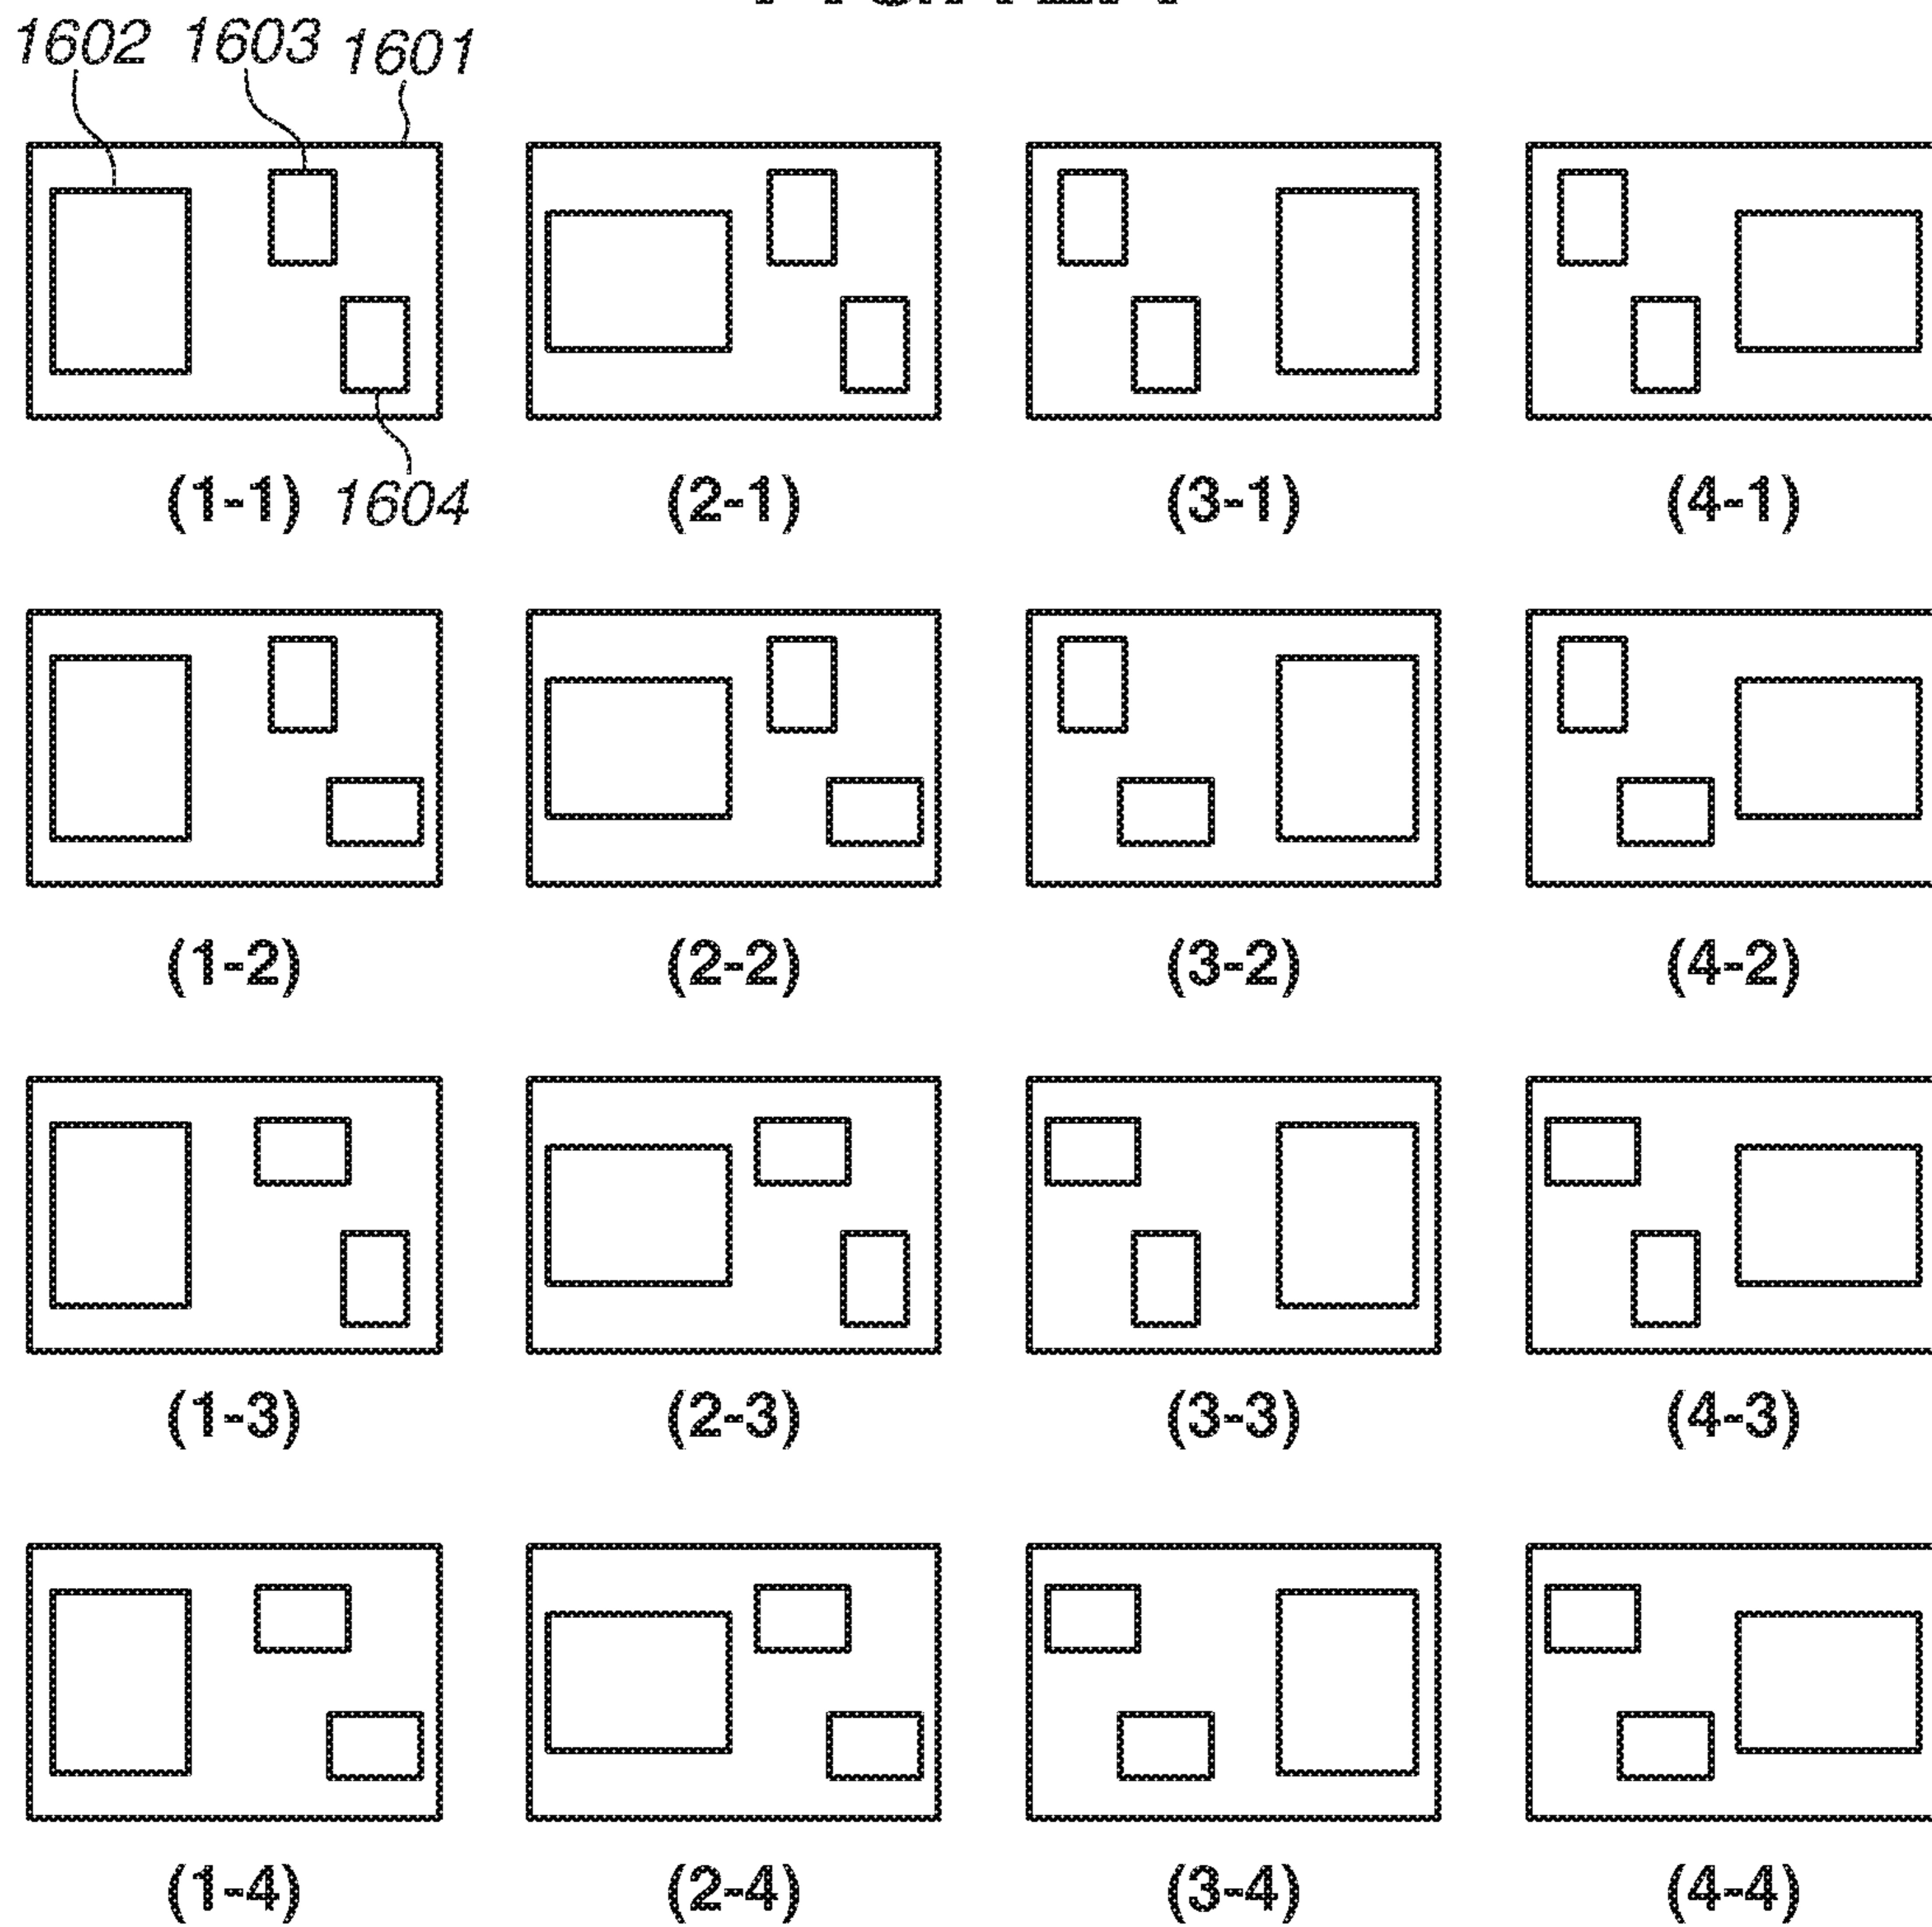 1602 1603 1601
(1-1) 1604 (2-1) (3-1) (4-1)
(1-2) (2-2) (3-2) (4-2)
(1-3) (2-3) (3-3) (4-3)
(1-4) (2-4) (3-4) (4-4)